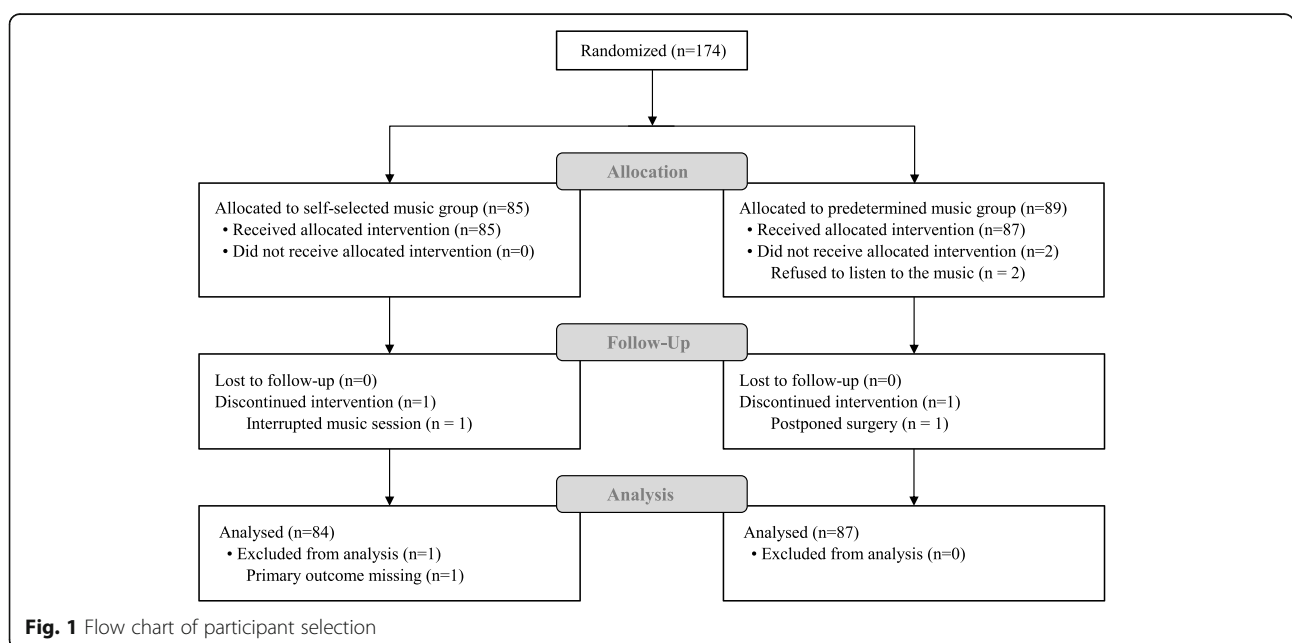 Randomized (n=174)
Allocation
Allocated to self-selected music group (n=85)
• Received allocated intervention (n=85)
• Did not receive allocated intervention (n=0)
Allocated to predetermined music group (n=89)
• Received allocated intervention (n=87)
• Did not receive allocated intervention (n=2)
Refused to listen to the music (n = 2)
Follow-Up
Lost to follow-up (n=0)
Discontinued intervention (n=1)
Interrupted music session (n = 1)
Lost to follow-up (n=0)
Discontinued intervention (n=1)
Postponed surgery (n = 1)
Analysis
Analysed (n=84)
• Excluded from analysis (n=1)
Primary outcome missing (n=1)
Analysed (n=87)
• Excluded from analysis (n=0)
Fig. 1 Flow chart of participant selection